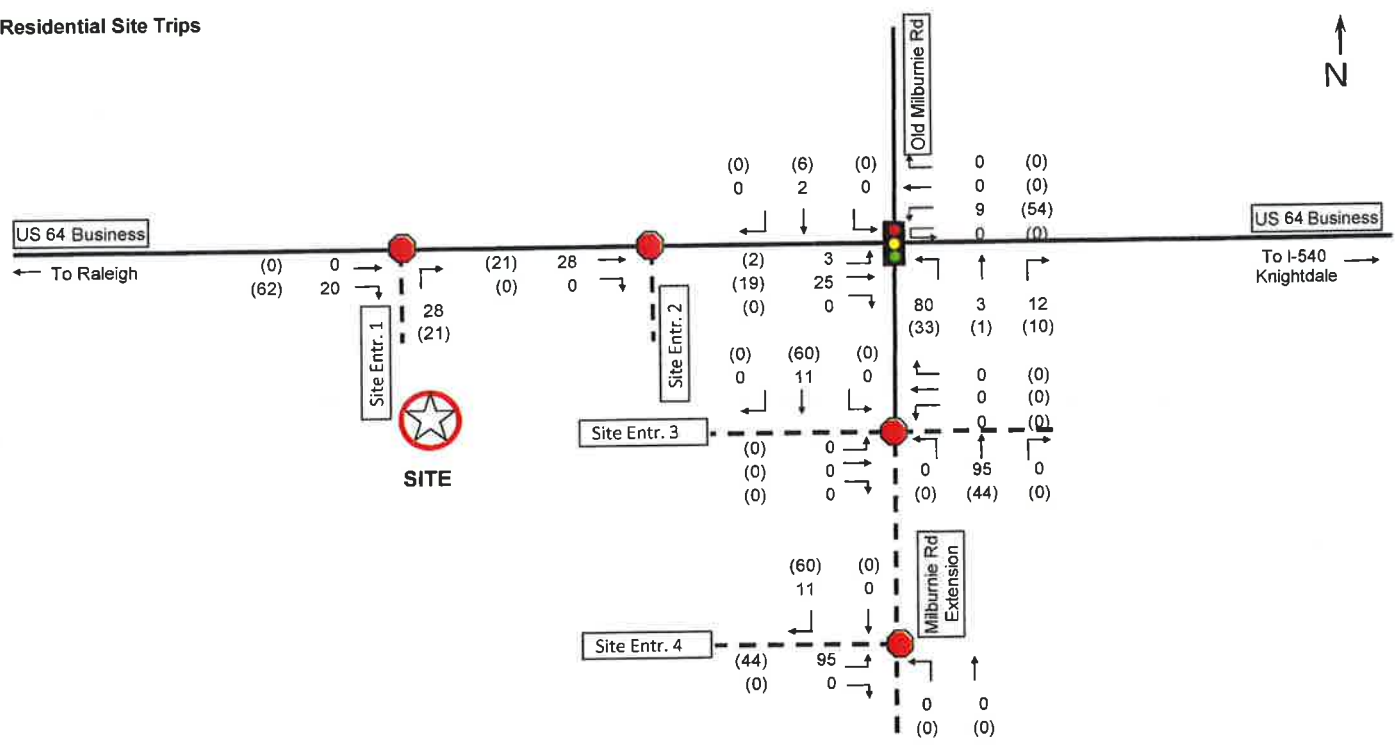 Residential Site Trips
N
Old Milburnie Rd
(0) (6) (0)
0 2 0
0 (0)
0 (0)
9 (54)
0 (0)
US 64 Business
US 64 Business
To Raleigh
To I-540
Knightdale
(0) 0
(62) 20
28
(21)
(21) 28
(0) 0
(2) 3
(19) 25
(0) 0
80 3 12
(33) (1) (10)
Site Entr. 1
Site Entr. 2
SITE
(0) (60) (0)
0 11 0
0 (0)
0 (0)
0 (0)
Site Entr. 3
(0) 0
(0) 0
(0) 0
0 95 0
(0) (44) (0)
Milburnie Rd
Extension
(60) (0)
11 0
Site Entr. 4
(44) 95
(0) 0
0 0
(0) (0)